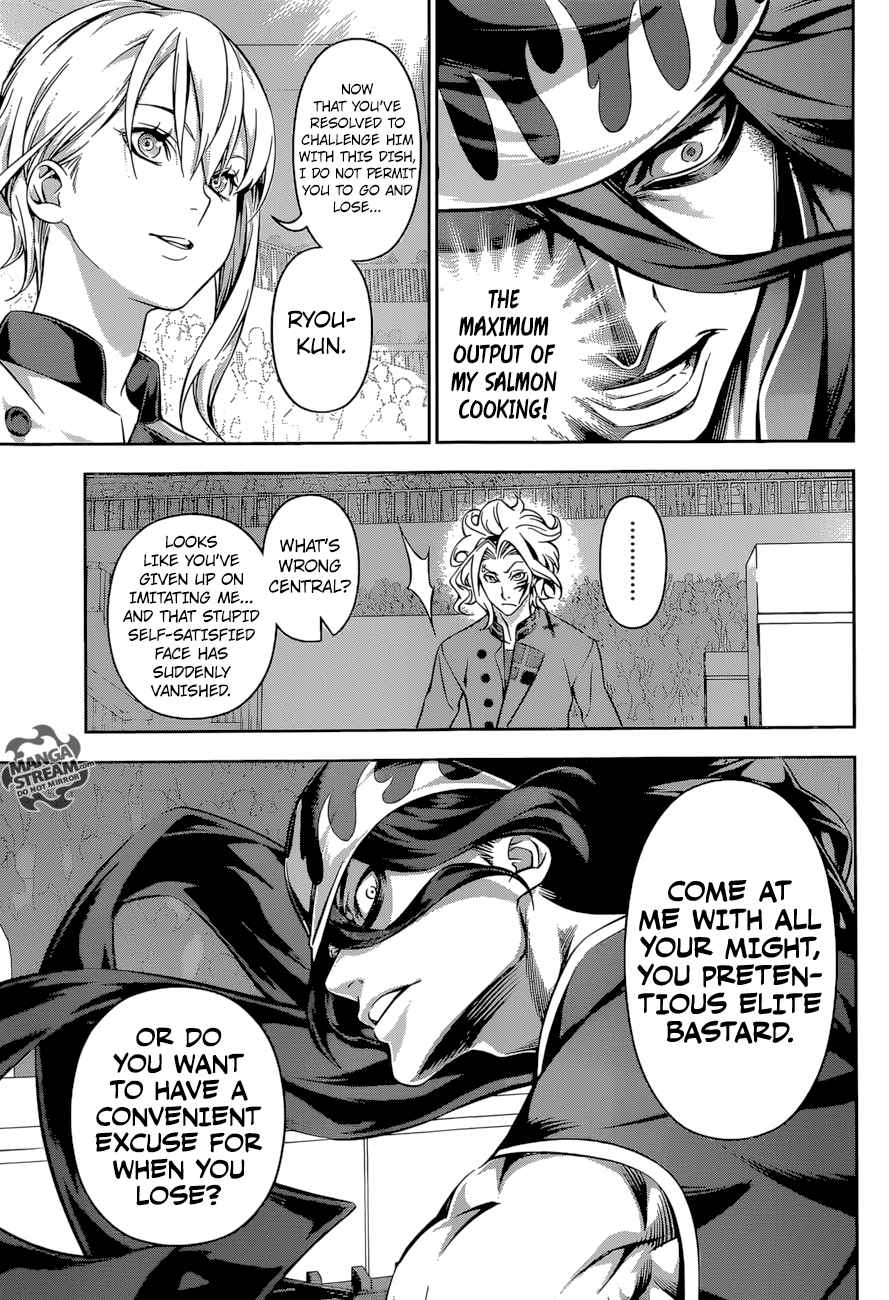 THE
MAXIMUM
OUTPUT OF
MY SALMON
COOKING!
NOW
THAT YOU'VE
RESOLVED TO
CHALLENGE HIM
WITH THIS DISH,
I DO NOT PERMIT
YOU TO GO AND
LOSE...
RYOU-
KUN.
..........
WHAT'S
WRONG
CENTRAL?
LOOKS
LIKE YOU'VE
GIVEN UP ON
IMITATING ME...
AND THAT STUPID
SELF-SATISFIED
FACE HAS
SUDDENLY
VANISHED.
COME AT
ME WITH ALL
YOUR MIGHT,
YOU PRETEN-
TIOUS ELITE
BASTARD.
OR DO
YOU WANT
TO HAVE A
CONVENIENT
EXCUSE FOR
WHEN YOU
LOSE?
MANGA
STREAM.com
DO NOT MIRROR